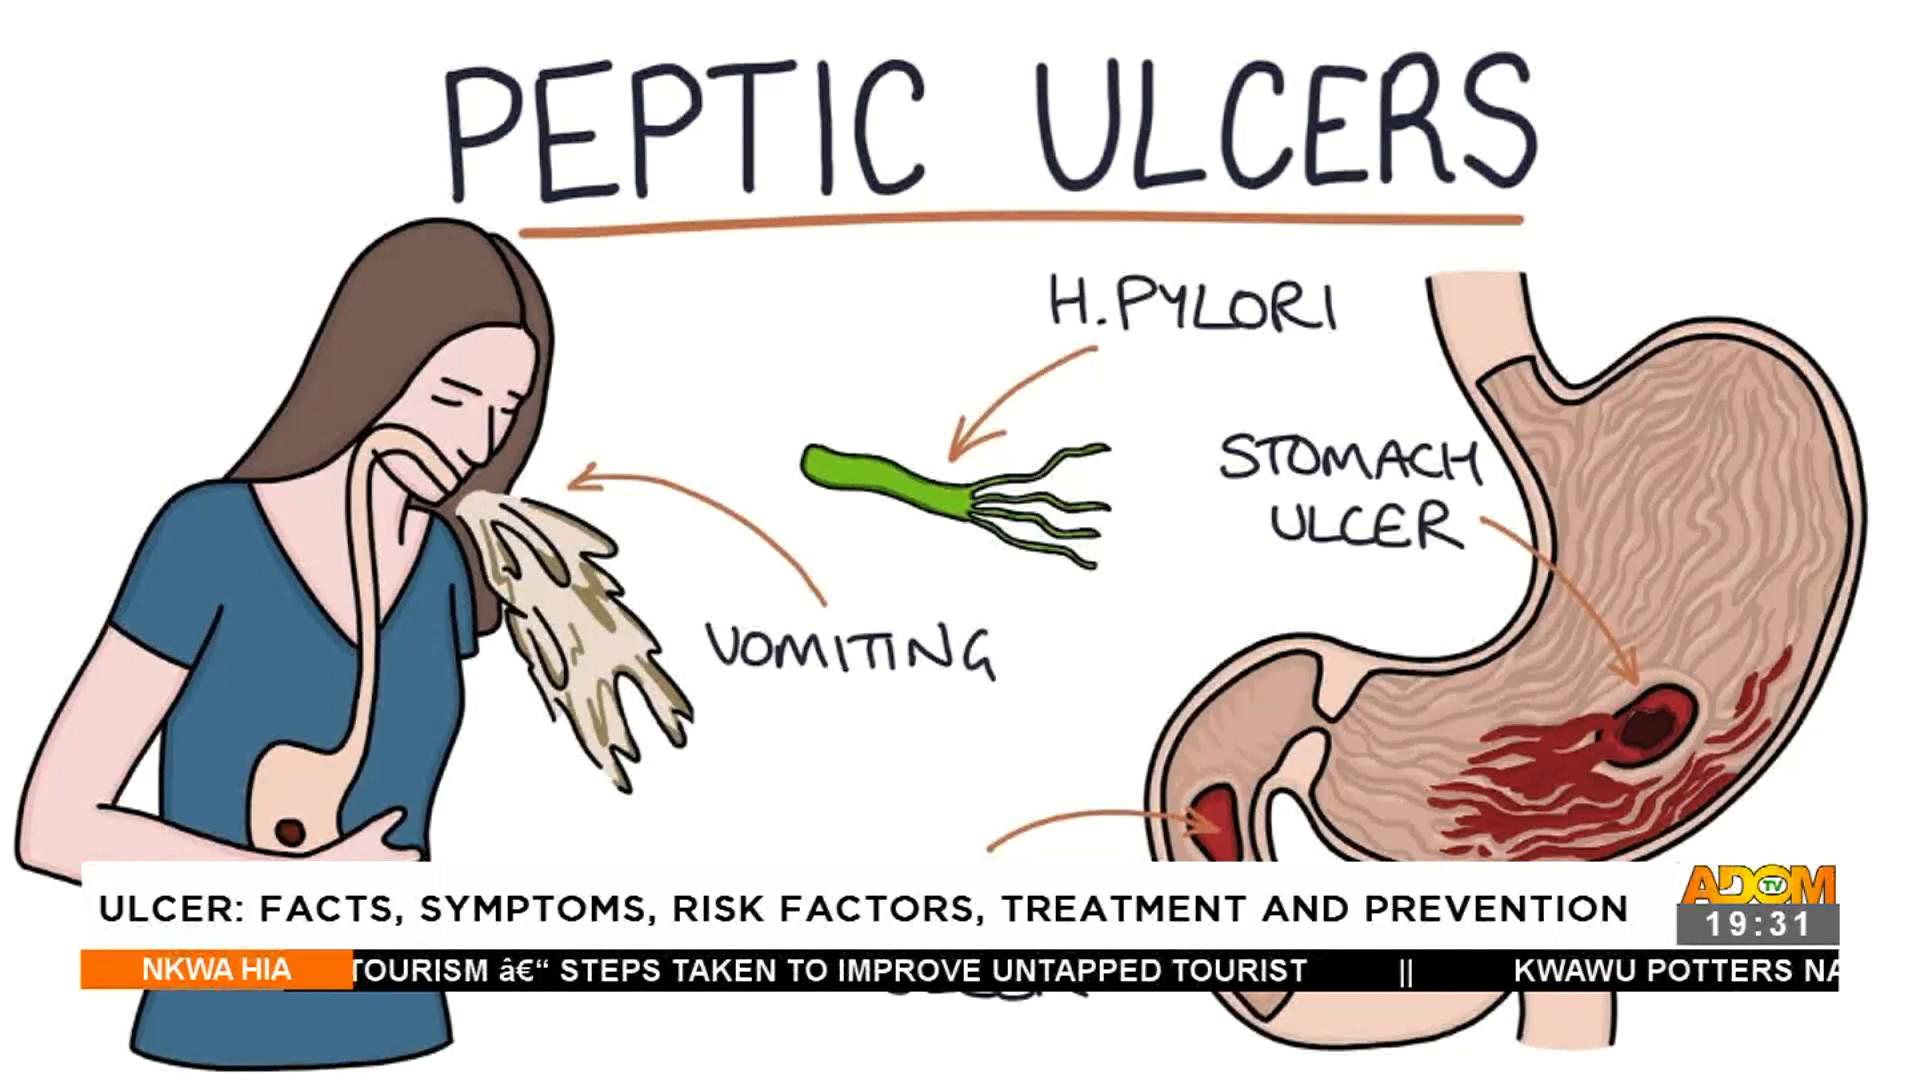 PEPTIC ULCERS
H. PYLORI
STOMACH
ULCER
VOMITING
ULCER: FACTS, SYMPTOMS, RISK FACTORS, TREATMENT AND PREVENTION
ADOM TV
19:31
NKWA HIA
TOURISM â€“ STEPS TAKEN TO IMPROVE UNTAPPED TOURIST || KWAWU POTTERS NA